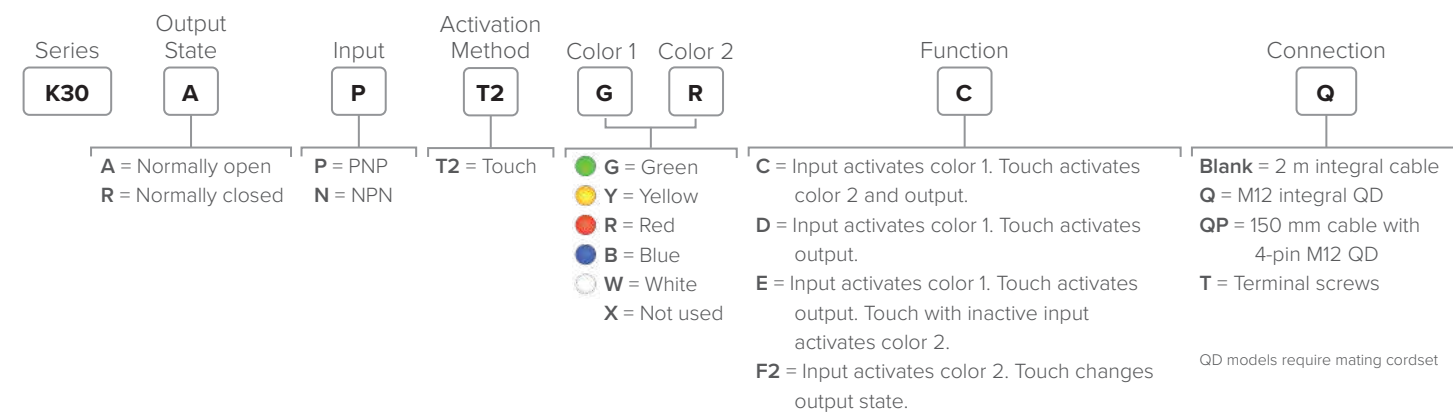 Series
Output
State
Input
Activation
Method
Color 1
Color 2
Function
Connection
K30
A
P
T2
G
R
C
Q
A = Normally open
R = Normally closed
P = PNP
N = NPN
T2 = Touch
G = Green
Y = Yellow
R = Red
B = Blue
W = White
X = Not used
C = Input activates color 1. Touch activates
color 2 and output.
D = Input activates color 1. Touch activates
output.
E = Input activates color 1. Touch activates
output. Touch with inactive input
activates color 2.
F2 = Input activates color 2. Touch changes
output state.
Blank = 2 m integral cable
Q = M12 integral QD
QP = 150 mm cable with
4-pin M12 QD
T = Terminal screws
QD models require mating cordset